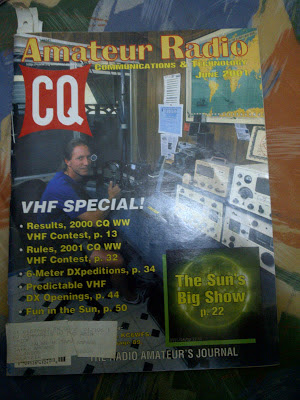 Amateur Radio
COMMUNICATIONS & TECHNOLOGY
JUNE 2001
CQ
VHF SPECIAL!
• Results, 2000 CQ WW
VHF Contest, p. 13
• Rules, 2001 CQ WW
VHF Contest, p. 32
• 6-Meter DXpeditions, p. 34
• Predictable VHF
DX Openings, p. 44
• Fun in the Sun, p. 50
The Sun's
Big Show
p. 22
THE RADIO AMATEUR'S JOURNAL